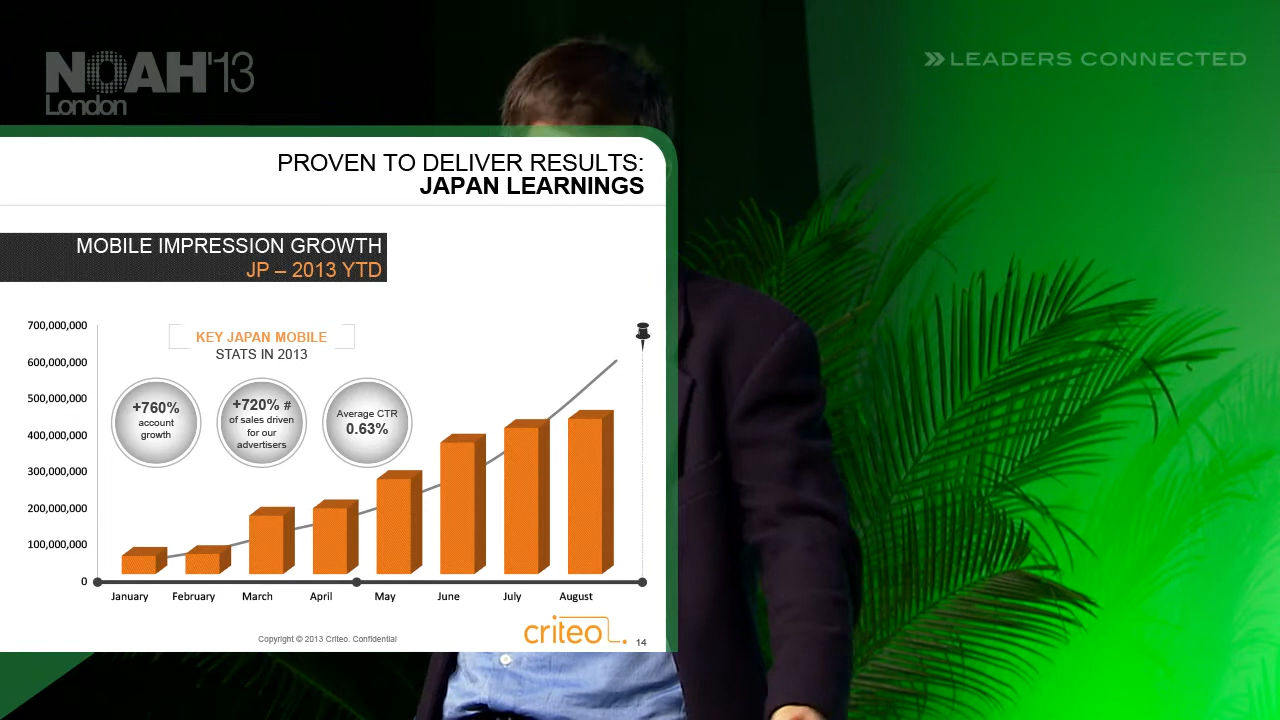 NOAH'13
London
LEADERS CONNECTED
PROVEN TO DELIVER RESULTS:
JAPAN LEARNINGS
MOBILE IMPRESSION GROWTH
JP – 2013 YTD
KEY JAPAN MOBILE
STATS IN 2013
+760%
account
growth
+720% #
of sales driven
for our
advertisers
Average CTR
0.63%
700,000,000
600,000,000
500,000,000
400,000,000
300,000,000
200,000,000
100,000,000
0
January February March April May June July August
Copyright © 2013 Criteo. Confidential
criteo
14